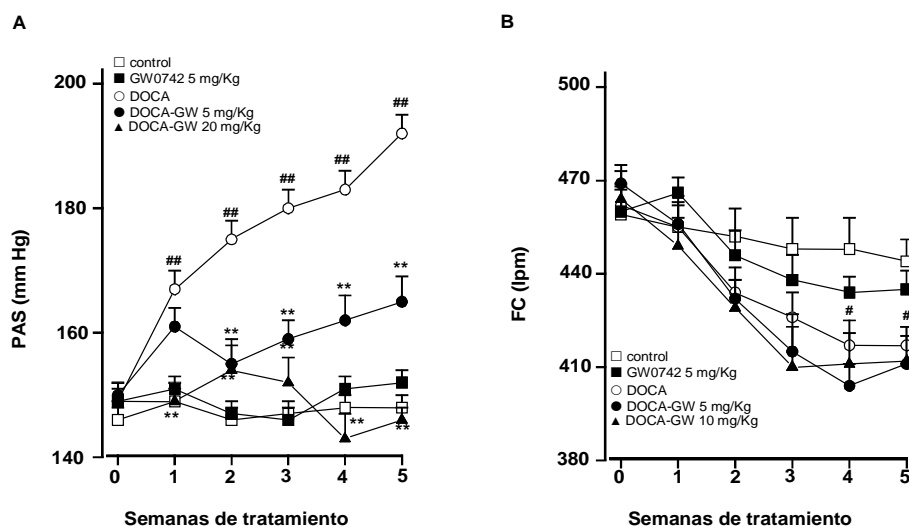 A
control
GW0742 5 mg/Kg
DOCA
DOCA-GW 5 mg/Kg
DOCA-GW 20 mg/Kg
200
180
160
140
PAS (mm Hg)
##
##
##
##
##
**
**
**
**
**
**
**
**
**
0 1 2 3 4 5
Semanas de tratamiento
B
500
470
440
410
380
FC (lpm)
#
#
control
GW0742 5 mg/Kg
DOCA
DOCA-GW 5 mg/Kg
DOCA-GW 10 mg/Kg
0 1 2 3 4 5
Semanas de tratamiento